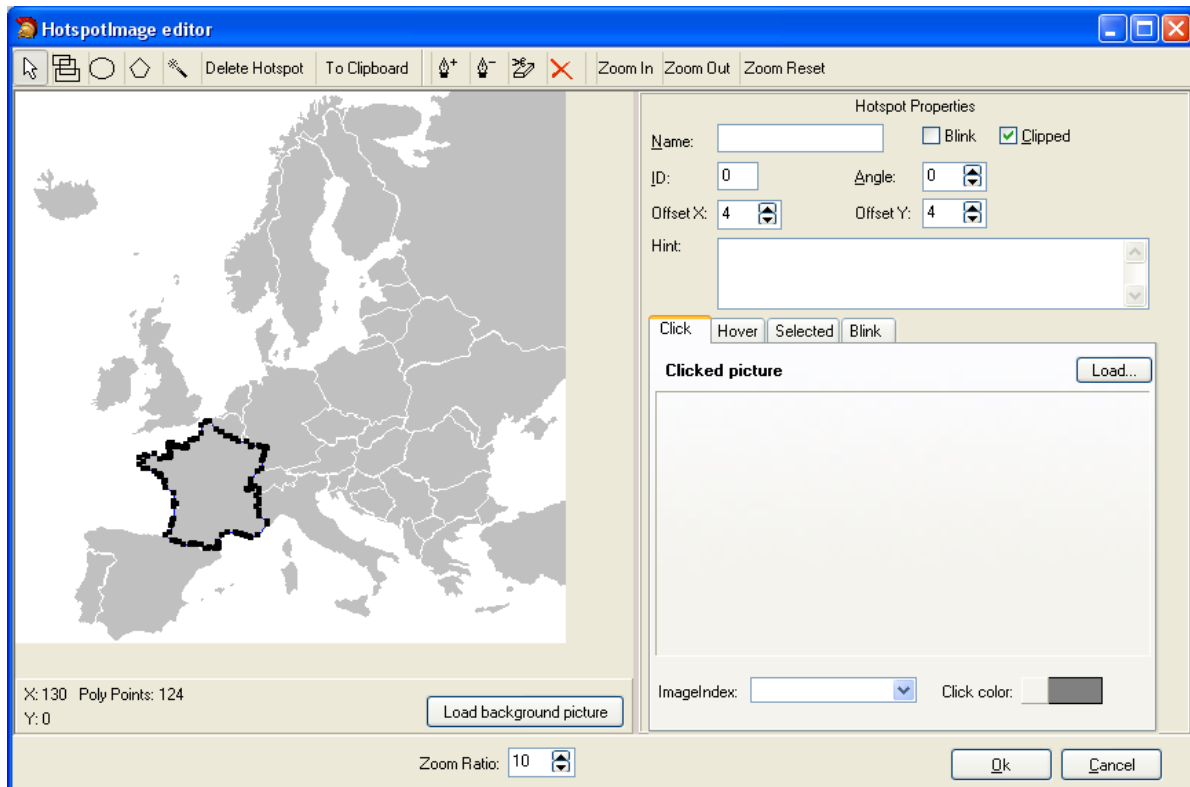 HotspotImage editor
Delete Hotspot To Clipboard Zoom In Zoom Out Zoom Reset
Hotspot Properties
Name: Blink Clipped
ID: 0 Angle: 0
Offset X: 4 Offset Y: 4
Hint:
Click Hover Selected Blink
Clicked picture Load...
ImageIndex: Click color:
X: 130 Poly Points: 124
Y: 0
Load background picture
Zoom Ratio: 10 Ok Cancel